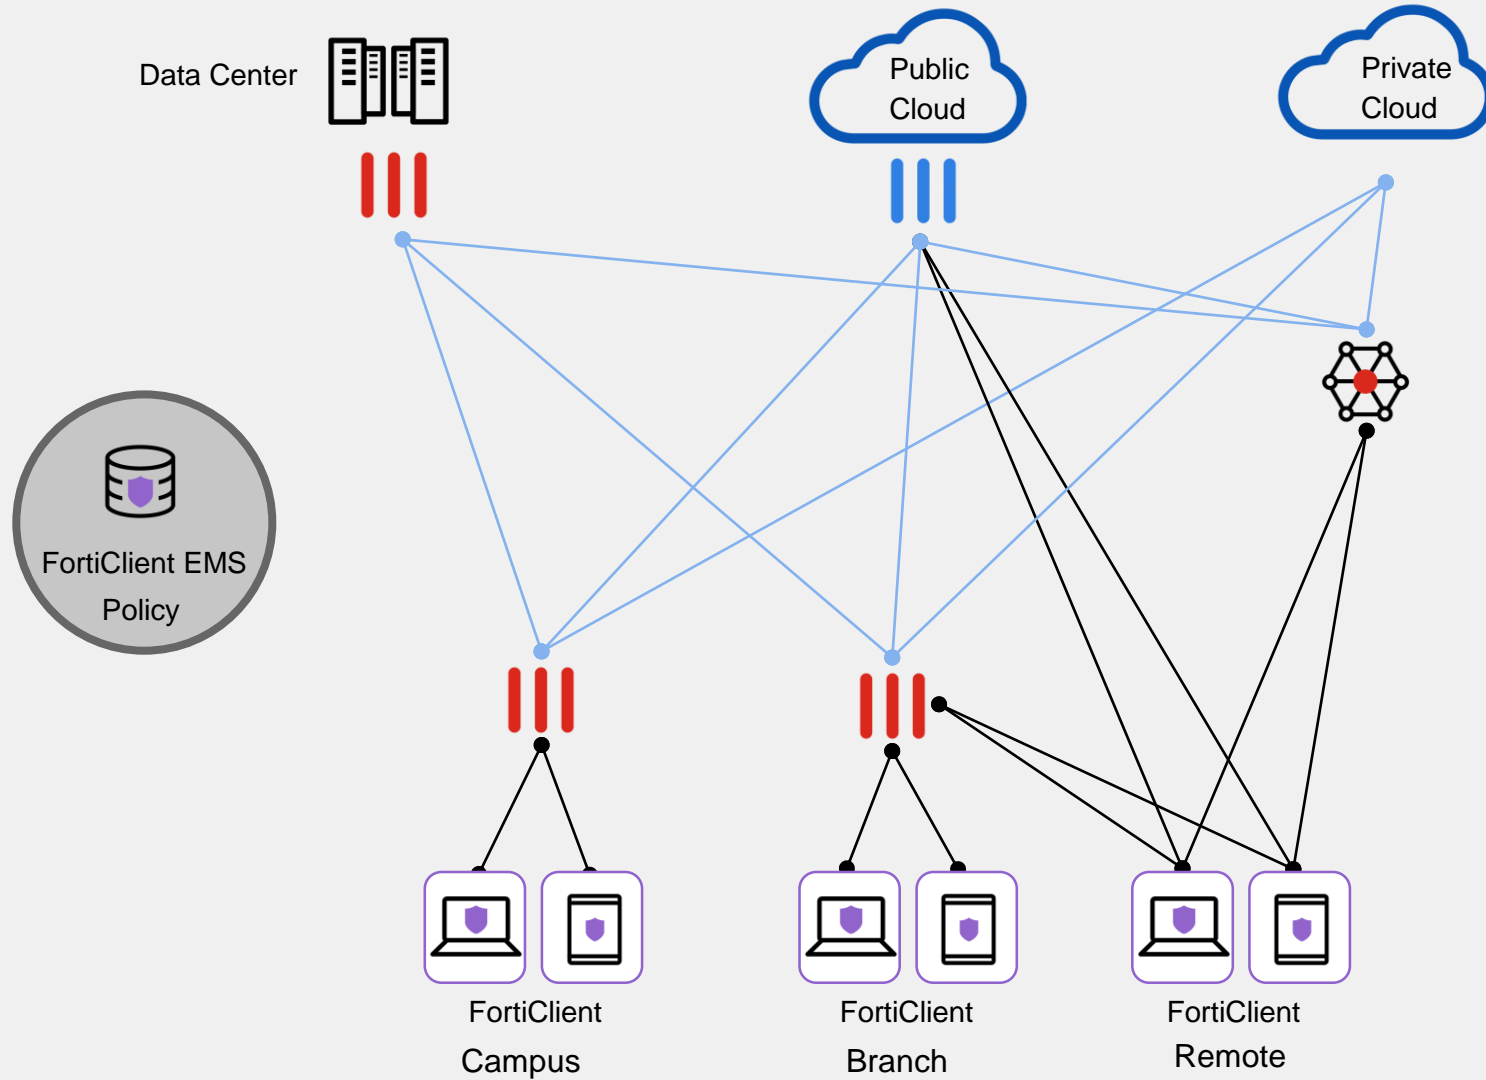 Data Center
Public
Cloud
Private
Cloud
FortiClient EMS
Policy
FortiClient
Campus
FortiClient
Branch
FortiClient
Remote